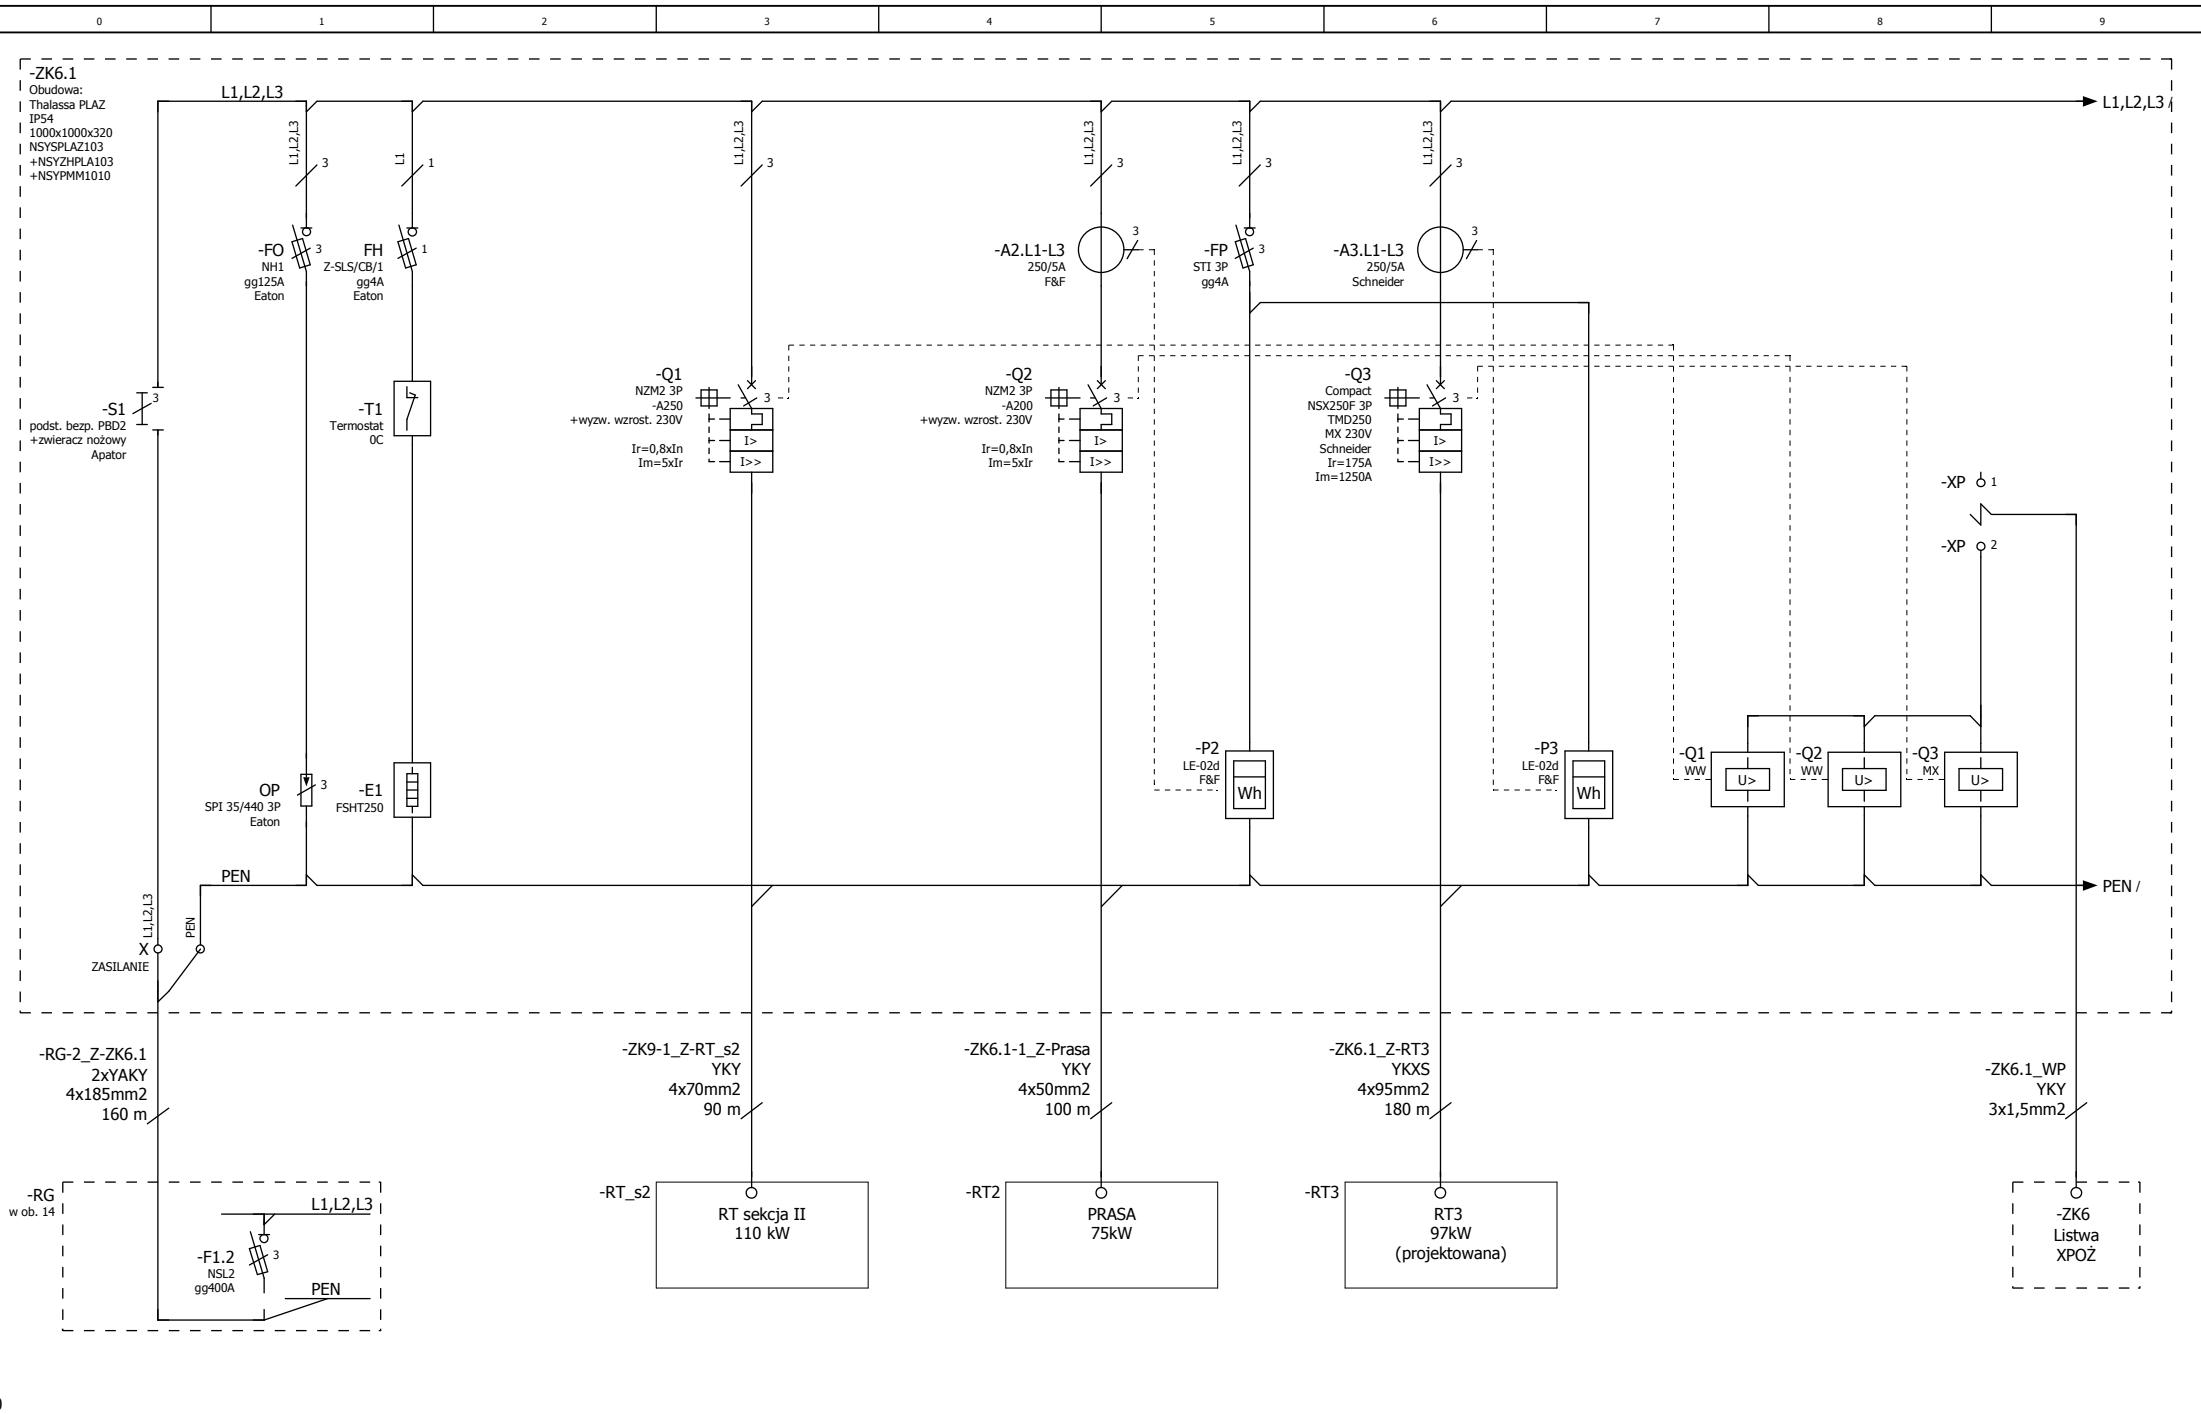 0 1 2 3 4 5 6 7 8 9
-ZK6.1
Obudowa:
Thalassa PLAZ
IP54
1000x1000x320
NSYSPLAZ103
+NSYZHPLA103
+NSYPMM1010
L1,L2,L3
L1,L2,L3 /
L1,L2,L3
3
L1
1
L1,L2,L3
3
L1,L2,L3
3
L1,L2,L3
3
L1,L2,L3
3
-FO
NH1
gg125A
Eaton
3
FH
Z-SLS/CB/1
gg4A
Eaton
1
-A2.L1-L3
250/5A
F&F
3
-FP
STI 3P
gg4A
3
-A3.L1-L3
250/5A
Schneider
3
-S1
podst. bezp. PBD2
+zwieracz nożowy
Apator
3
-T1
Termostat
0C
-Q1
NZM2 3P
-A250
+wyzw. wzrost. 230V
Ir=0,8xIn
Im=5xIr
3
I>
I>>
-Q2
NZM2 3P
-A200
+wyzw. wzrost. 230V
Ir=0,8xIn
Im=5xIr
3
I>
I>>
-Q3
Compact
NSX250F 3P
TMD250
MX 230V
Schneider
Ir=175A
Im=1250A
3
I>
I>>
-XP 1
-XP 2
OP
SPI 35/440 3P
Eaton
3
-E1
FSHT250
-P2
LE-02d
F&F
Wh
-P3
LE-02d
F&F
Wh
-Q1
WW
U>
-Q2
WW
U>
-Q3
MX
U>
PEN
PEN /
L1,L2,L3
PEN
X
ZASILANIE
-RG-2_Z-ZK6.1
2xYAKY
4x185mm2
160 m
-ZK9-1_Z-RT_s2
YKY
4x70mm2
90 m
-ZK6.1-1_Z-Prasa
YKY
4x50mm2
100 m
-ZK6.1_Z-RT3
YKXS
4x95mm2
180 m
-ZK6.1_WP
YKY
3x1,5mm2
-RG
w ob. 14
L1,L2,L3
-F1.2
NSL2
gg400A
3
PEN
-RT_s2
RT sekcja II
110 kW
-RT2
PRASA
75kW
-RT3
RT3
97kW
(projektowana)
-ZK6
Listwa
XPOŻ